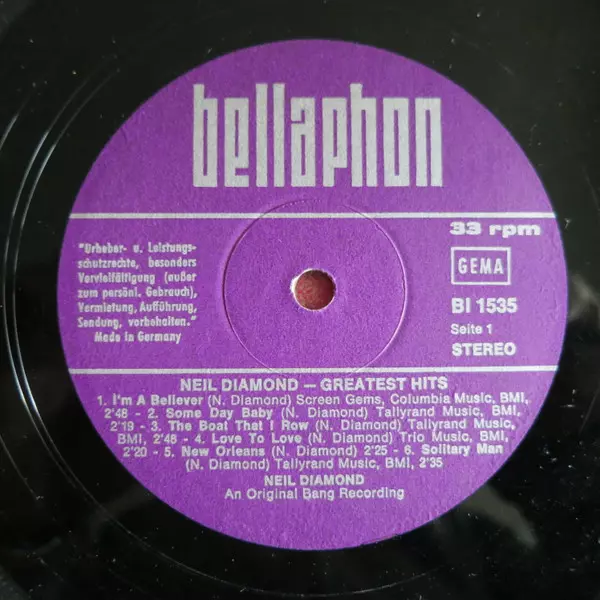 bellaphon
33 rpm
"Urheber- u. Leistungs-
schutzrechte, besonders
Vervielfältigung (außer
zum persönl. Gebrauch),
Vermietung, Aufführung,
Sendung, vorbehalten."
Made in Germany
GEMA
BI 1535
Seite 1
STEREO
NEIL DIAMOND – GREATEST HITS
1. I'm A Believer (N. Diamond) Screen Gems, Columbia Music, BMI,
2'48 - 2. Some Day Baby (N. Diamond) Tallyrand Music, BMI,
2'19 - 3. The Boat That I Row (N. Diamond) Tallyrand Music,
BMI, 2'48 - 4. Love To Love (N. Diamond) Trio Music, BMI,
2'20 - 5. New Orleans (N. Diamond) 2'25 - 6. Solitary Man
(N. Diamond) Tallyrand Music, BMI, 2'35
NEIL DIAMOND
An Original Bang Recording